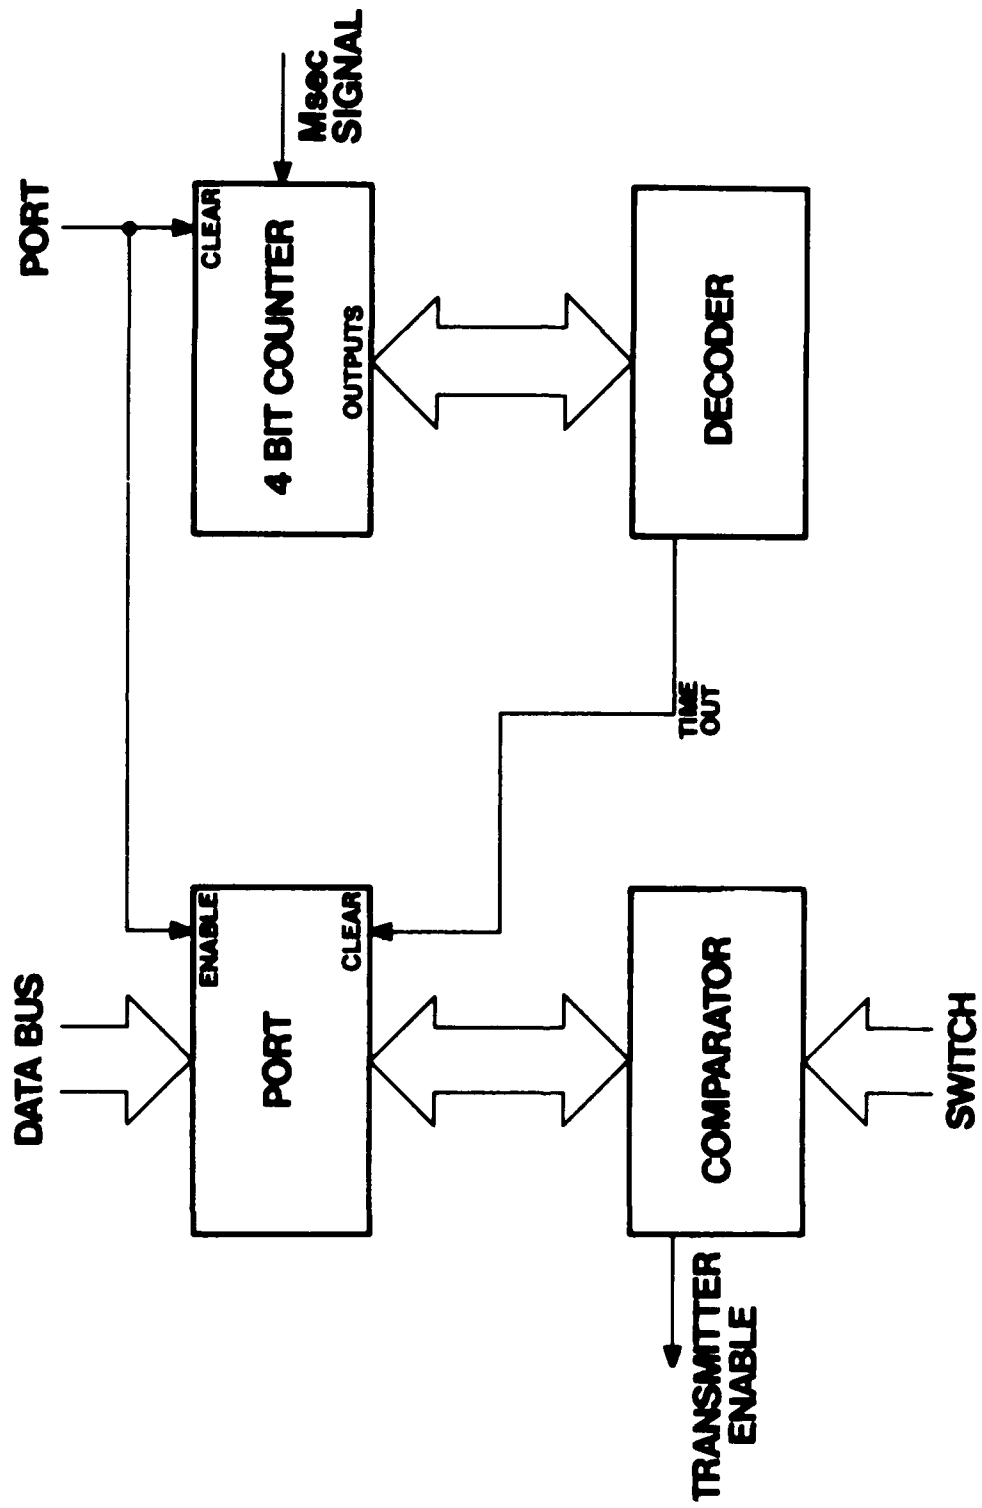 DATA BUS
PORT
ENABLE
PORT
CLEAR
CLEAR
4 BIT COUNTER
OUTPUTS
Msec
SIGNAL
TIME
OUT
COMPARATOR
DECODER
TRANSMITTER
ENABLE
SWITCH